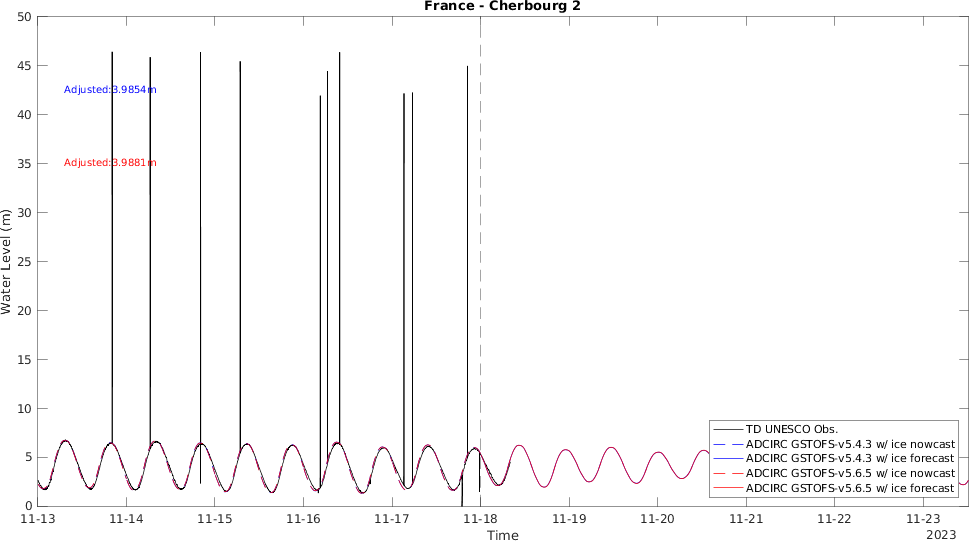 France - Cherbourg 2
50
45
40
35
30
25
20
15
10
5
0
Water Level (m)
Adjusted:3.9854m
Adjusted:3.9881m
TD UNESCO Obs.
ADCIRC GSTOFS-v5.4.3 w/ ice nowcast
ADCIRC GSTOFS-v5.4.3 w/ ice forecast
ADCIRC GSTOFS-v5.6.5 w/ ice nowcast
ADCIRC GSTOFS-v5.6.5 w/ ice forecast
11-13 11-14 11-15 11-16 11-17 11-18 11-19 11-20 11-21 11-22 11-23
Time
2023